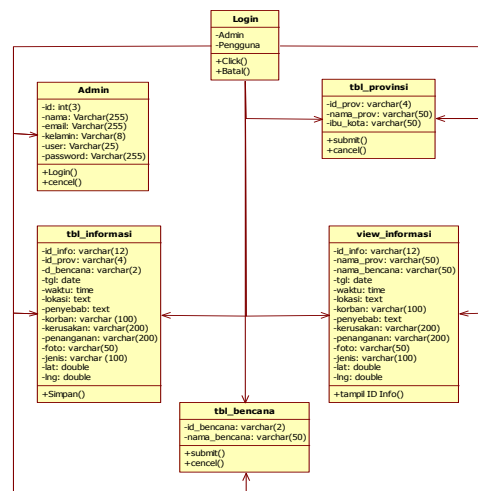 Login
-Admin
-Pengguna
+Click()
+Batal()
Admin
-id: int(3)
-nama: Varchar(255)
-email: Varchar(255)
-kelamin: Varchar(8)
-user: Varchar(25)
-password: Varchar(255)
+Login()
+cencel()
tbl_provinsi
-id_prov: varchar(4)
-nama_prov: varchar(50)
-ibu_kota: varchar(50)
+submit()
+cancel()
tbl_informasi
-id_info: varchar(12)
-id_prov: varchar(4)
-d_bencana: varchar(2)
-tgl: date
-waktu: time
-lokasi: text
-penyebab: text
-korban: varchar (100)
-kerusakan: varchar(200)
-penanganan: varchar(200)
-foto: varchar(50)
-jenis: varchar (100)
-lat: double
-lng: double
+Simpan()
view_informasi
-id_info: varchar(12)
-nama_prov: varchar(50)
-nama_bencana: varchar(50)
-tgl: date
-waktu: time
-lokasi: text
-korban: varchar(100)
-penyebab: text
-kerusakan: varchar(200)
-penanganan: varchar(200)
-foto: varchar(50)
-jenis: varchar(100)
-lat: double
-lng: double
+tampil ID Info()
tbl_bencana
-id_bencana: varchar(2)
-nama_bencana: varchar(50)
+submit()
+cencel()